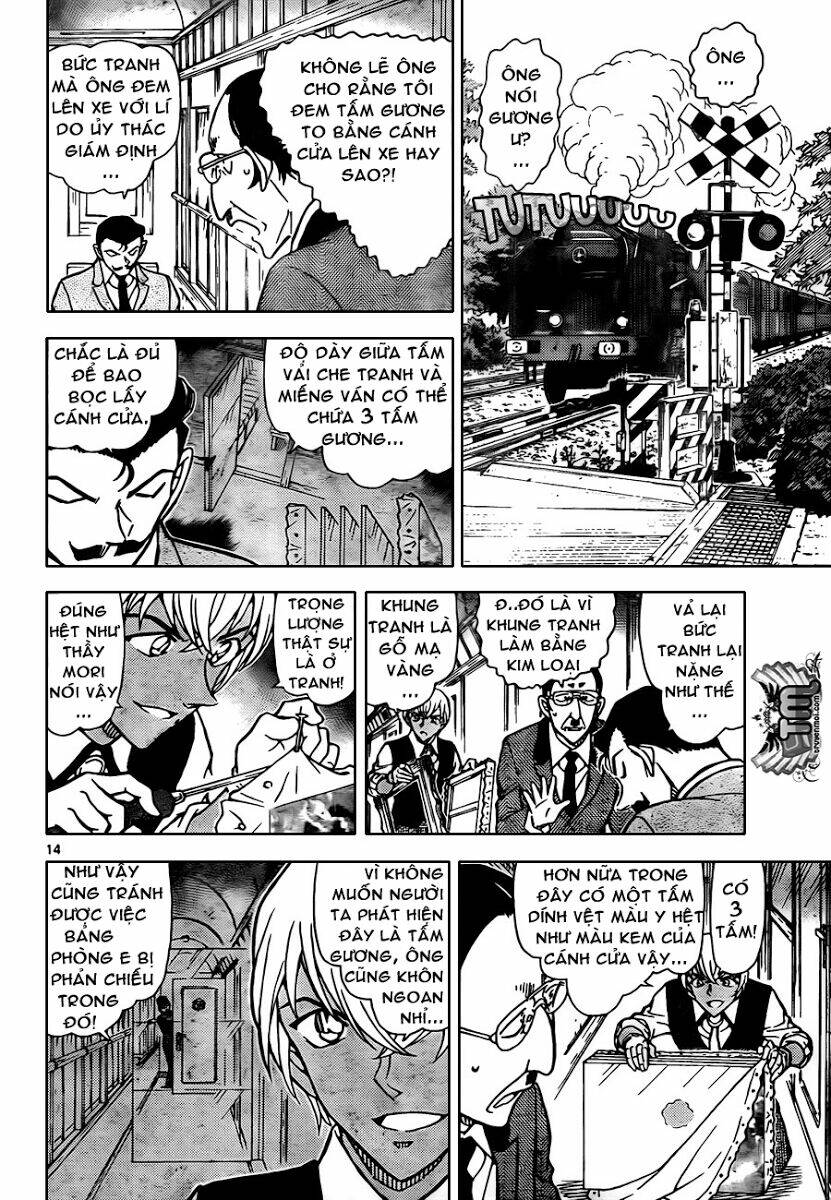 ÔNG
...
ÔNG
NÓI
GƯƠNG
Ư?
...
TUTUUUUUU
KHÔNG
LẼ ÔNG
CHO RẰNG TÔI
ĐEM TẤM GƯƠNG
TO BẰNG CÁNH
CỬA LÊN XE HAY
SAO?!
BỨC TRANH
MÀ ÔNG ĐEM
LÊN XE VỚI LÍ
DO ỦY THÁC
GIÁM ĐỊNH
...
ĐỘ DÀY GIỮA TẤM
VẢI CHE TRANH VÀ
MIẾNG VÁN CÓ THỂ
CHỨA 3 TẤM
GƯƠNG...
CHẮC LÀ ĐỦ
ĐỂ BAO
BỌC LẤY
CÁNH CỬA,
VẢ LẠI
BỨC
TRANH LẠI
NẶNG
NHƯ THẾ
...
Đ..ĐÓ LÀ VÌ
KHUNG TRANH
LÀM BẰNG
KIM LOẠI
KHUNG
TRANH LÀ
GỖ MẠ
VÀNG
...
TRỌNG
LƯỢNG
THẬT SỰ
LÀ Ở
TRANH!
ĐÚNG
HỆT NHƯ
THẦY
MORI
NÓI VẬY
...
TM
truyenmoi.com
14
CÓ
3
TẤM!
HƠN NỮA TRONG
ĐÂY CÓ MỘT TẤM
DÍNH VỆT MÀU Y HỆT
NHƯ MÀU KEM CỦA
CÁNH CỬA VẬY...
VÌ KHÔNG
MUỐN NGƯỜI
TA PHÁT HIỆN
ĐÂY LÀ TẤM
GƯƠNG, ÔNG
CŨNG KHÔN
NGOAN
NHỈ...
NHƯ VẬY
CŨNG TRÁNH
ĐƯỢC VIỆC
BẢNG
PHÒNG E BỊ
PHẢN CHIẾU
TRONG
ĐÓ!